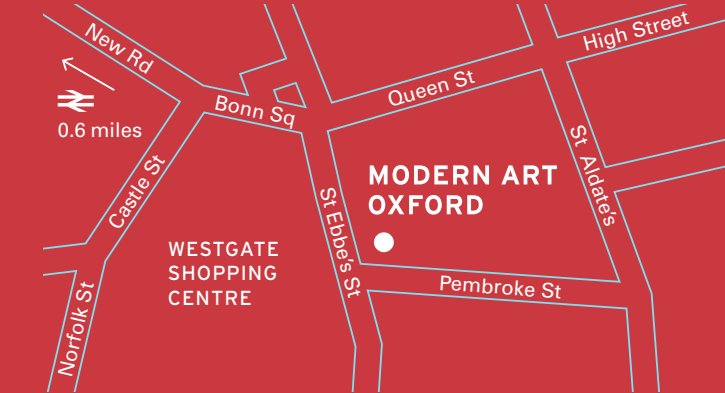 New Rd
High Street
Queen St
Bonn Sq
0.6 miles
St Aldate's
Castle St
MODERN ART
OXFORD
St Ebbe's St
WESTGATE
SHOPPING
CENTRE
Pembroke St
Norfolk St